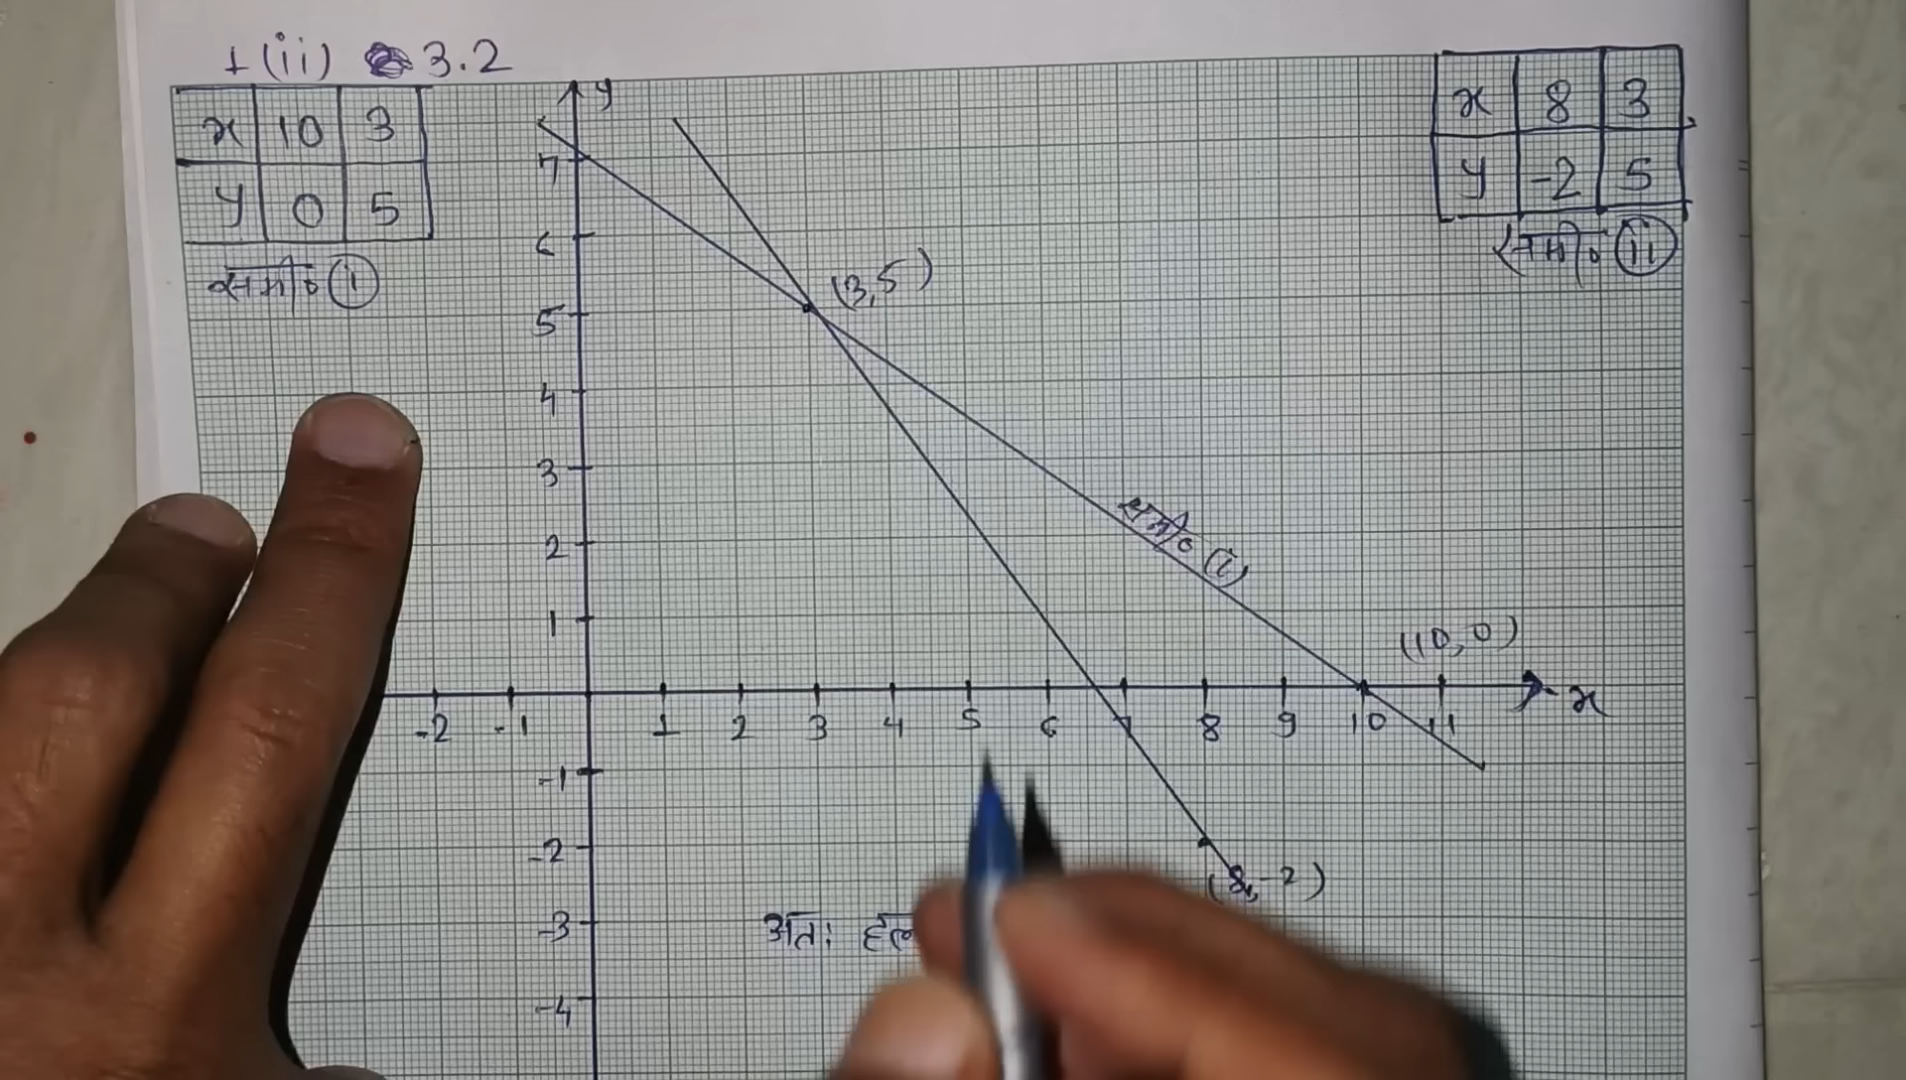 1 (ii) 3.2
x 10 3
y 0 5
समी० (i)
x 8 3
y -2 5
समी० (ii)
y
7
6
5
4
3
2
1
-1
-2
-3
-4
(3,5)
समी० (i)
(10,0)
-2 -1 1 2 3 4 5 6 7 8 9 10 11 x
(8,-2)
अतः हल